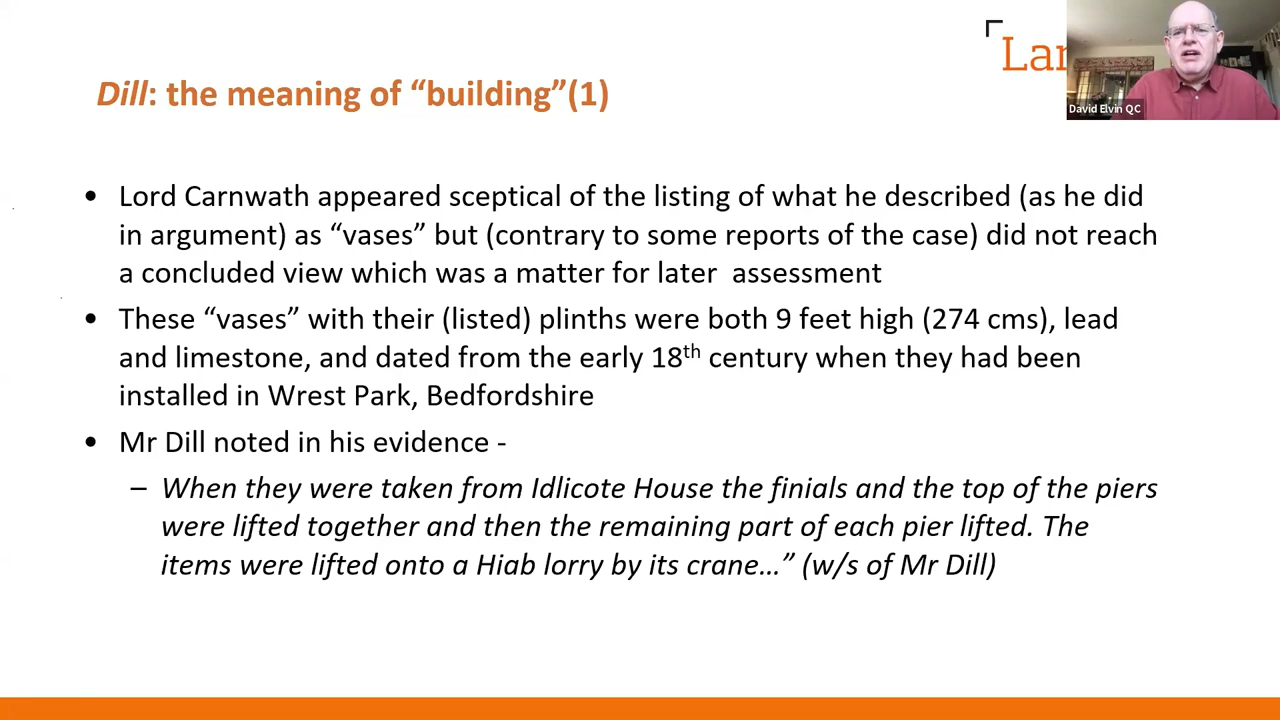 Dill: the meaning of “building”(1)
Lan
David Elvin QC
• Lord Carnwath appeared sceptical of the listing of what he described (as he did
in argument) as “vases” but (contrary to some reports of the case) did not reach
a concluded view which was a matter for later assessment
• These “vases” with their (listed) plinths were both 9 feet high (274 cms), lead
and limestone, and dated from the early 18th century when they had been
installed in Wrest Park, Bedfordshire
• Mr Dill noted in his evidence -
– When they were taken from Idlicote House the finials and the top of the piers
were lifted together and then the remaining part of each pier lifted. The
items were lifted onto a Hiab lorry by its crane…” (w/s of Mr Dill)